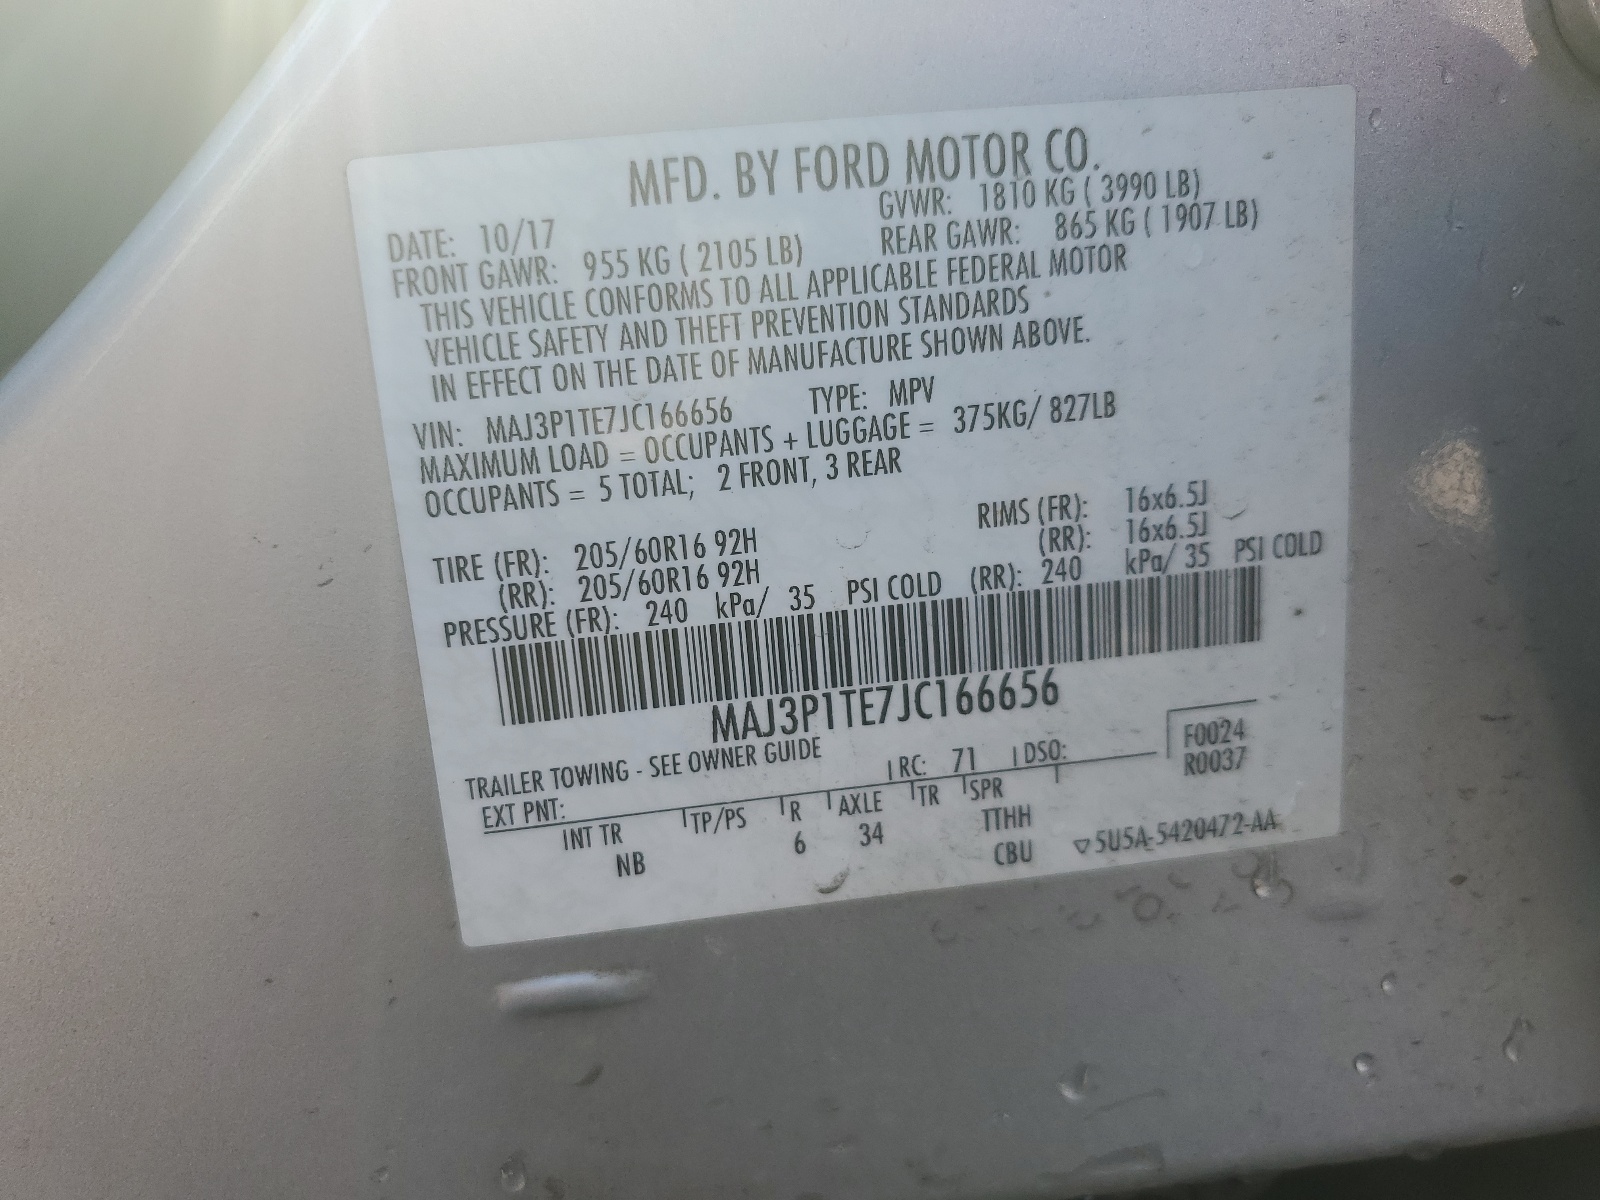 MFD. BY FORD MOTOR CO.
DATE: 10/17 GVWR: 1810 KG ( 3990 LB)
FRONT GAWR: 955 KG ( 2105 LB) REAR GAWR: 865 KG ( 1907 LB)
THIS VEHICLE CONFORMS TO ALL APPLICABLE FEDERAL MOTOR
VEHICLE SAFETY AND THEFT PREVENTION STANDARDS
IN EFFECT ON THE DATE OF MANUFACTURE SHOWN ABOVE.
VIN: MAJ3P1TE7JC166656 TYPE: MPV
MAXIMUM LOAD = OCCUPANTS + LUGGAGE = 375KG/ 827LB
OCCUPANTS = 5 TOTAL; 2 FRONT, 3 REAR
TIRE (FR): 205/60R16 92H RIMS (FR): 16x6.5J
(RR): 205/60R16 92H (RR): 16x6.5J
PRESSURE (FR): 240 kPa/ 35 PSI COLD (RR): 240 kPa/ 35 PSI COLD
MAJ3P1TE7JC166656
TRAILER TOWING - SEE OWNER GUIDE
EXT PNT: RC: 71 DSO: F0024
R0037
INT TR TP/PS R AXLE TR SPR
NB 6 34 TTHH
CBU ▽5U5A-5420472-AA